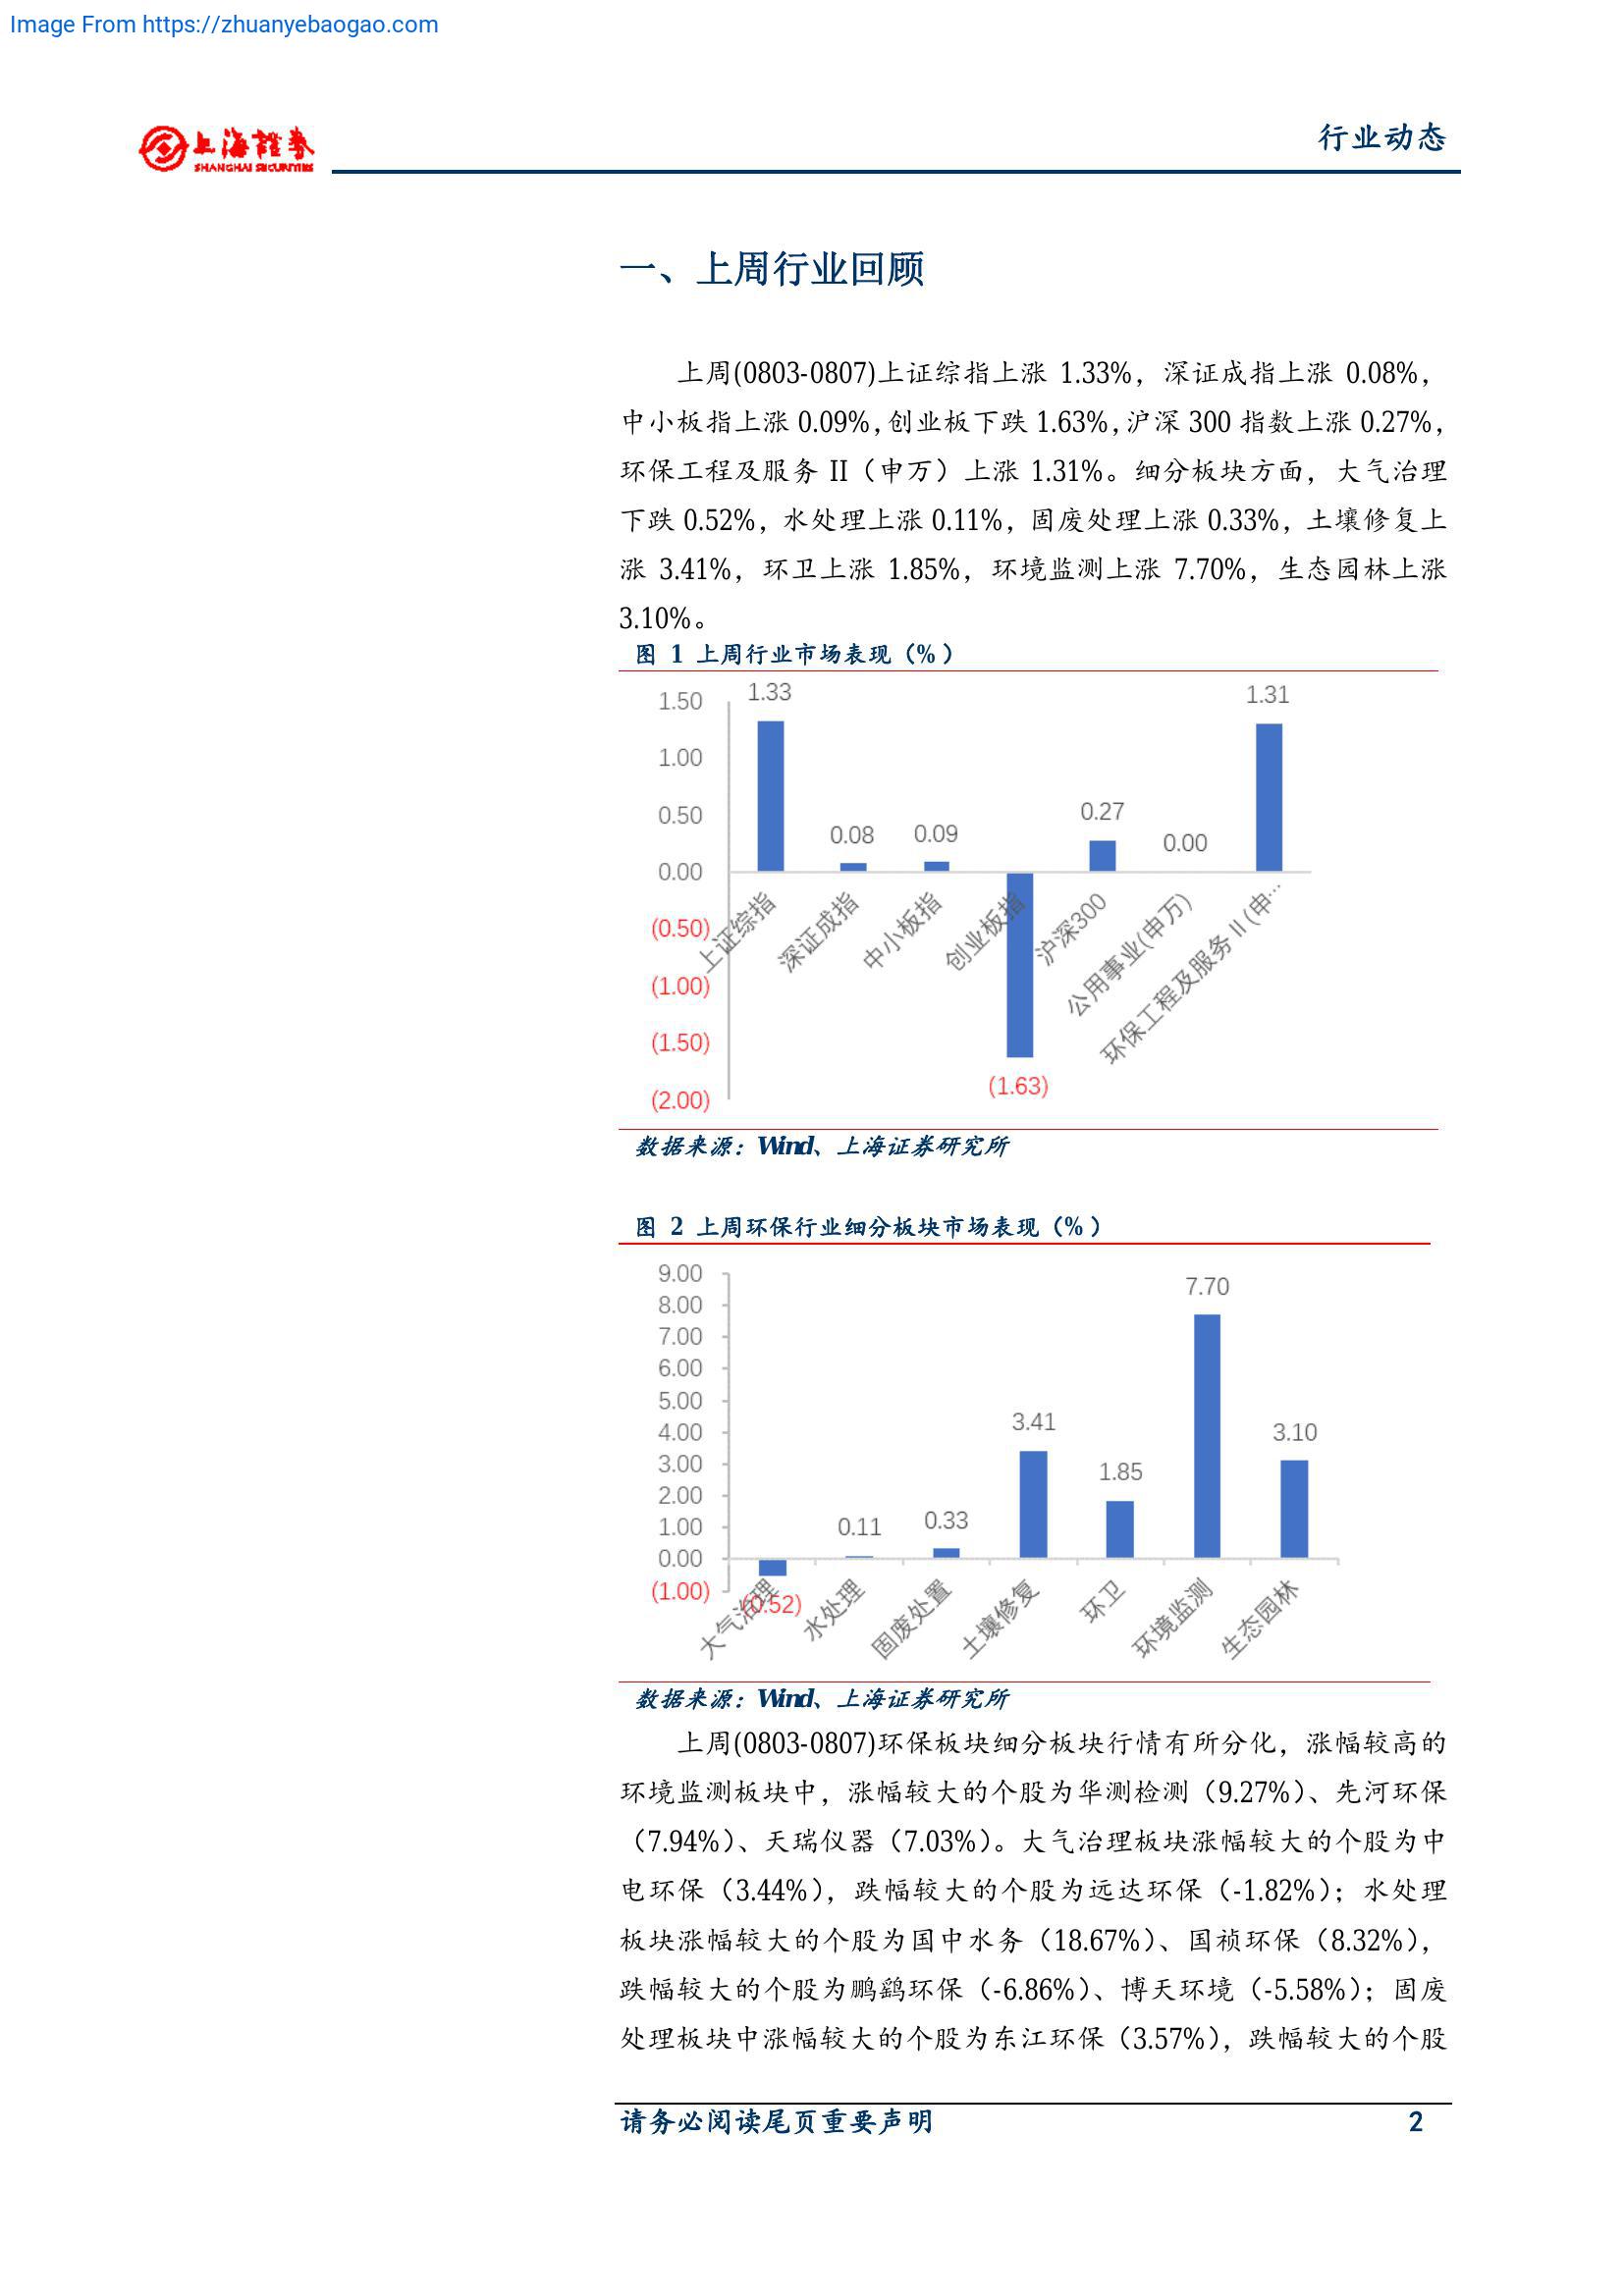 Image From https://zhuanyebaogao.com
上海證券
SHANGHAI SECURITIES
行业动态
一、上周行业回顾
上周(0803-0807)上证综指上涨 1.33%，深证成指上涨 0.08%，
中小板指上涨 0.09%，创业板下跌 1.63%，沪深 300 指数上涨 0.27%，
环保工程及服务 II（申万）上涨 1.31%。细分板块方面，大气治理
下跌 0.52%，水处理上涨 0.11%，固废处理上涨 0.33%，土壤修复上
涨 3.41%，环卫上涨 1.85%，环境监测上涨 7.70%，生态园林上涨
3.10%。
图 1 上周行业市场表现（%）
1.50
1.00
0.50
0.00
(0.50)
(1.00)
(1.50)
(2.00)
1.33
0.08
0.09
(1.63)
0.27
0.00
1.31
上证综指
深证成指
中小板指
创业板指
沪深300
公用事业(申万)
环保工程及服务Ⅱ(申…
数据来源：Wind、上海证券研究所
图 2 上周环保行业细分板块市场表现（%）
9.00
8.00
7.00
6.00
5.00
4.00
3.00
2.00
1.00
0.00
(1.00)
(0.52)
0.11
0.33
3.41
1.85
7.70
3.10
大气治理
水处理
固废处置
土壤修复
环卫
环境监测
生态园林
数据来源：Wind、上海证券研究所
上周(0803-0807)环保板块细分板块行情有所分化，涨幅较高的
环境监测板块中，涨幅较大的个股为华测检测（9.27%）、先河环保
（7.94%）、天瑞仪器（7.03%）。大气治理板块涨幅较大的个股为中
电环保（3.44%），跌幅较大的个股为远达环保（-1.82%）；水处理
板块涨幅较大的个股为国中水务（18.67%）、国祯环保（8.32%），
跌幅较大的个股为鹏鹞环保（-6.86%）、博天环境（-5.58%）；固废
处理板块中涨幅较大的个股为东江环保（3.57%），跌幅较大的个股
请务必阅读尾页重要声明
2